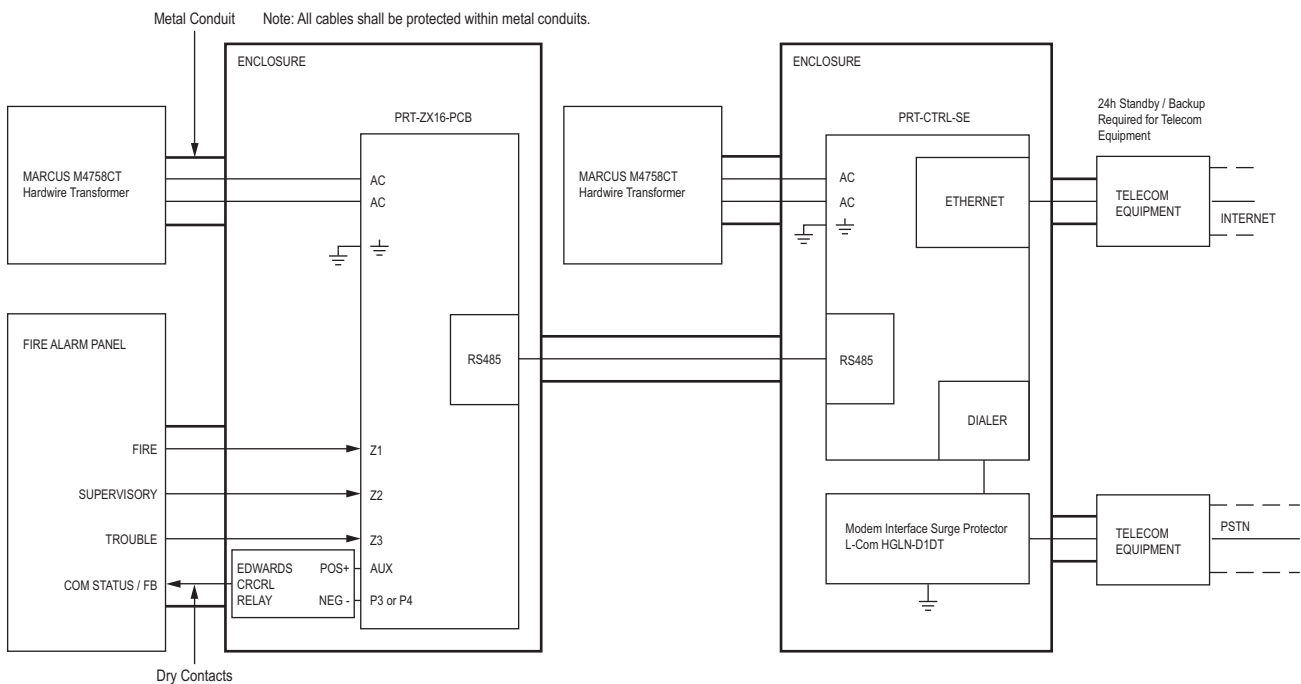 Metal Conduit
Note: All cables shall be protected within metal conduits.
ENCLOSURE
PRT-ZX16-PCB
MARCUS M4758CT
Hardwire Transformer
AC
AC
FIRE ALARM PANEL
RS485
FIRE
Z1
SUPERVISORY
Z2
TROUBLE
Z3
COM STATUS / FB
EDWARDS
CRCRL
RELAY
POS+
AUX
NEG -
P3 or P4
Dry Contacts
ENCLOSURE
PRT-CTRL-SE
MARCUS M4758CT
Hardwire Transformer
AC
AC
ETHERNET
RS485
DIALER
Modem Interface Surge Protector
L-Com HGLN-D1DT
24h Standby / Backup
Required for Telecom
Equipment
TELECOM
EQUIPMENT
INTERNET
TELECOM
EQUIPMENT
PSTN